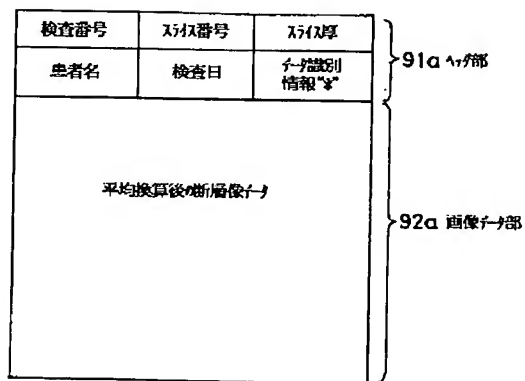 検査番号 スライス番号 スライス厚
91a ヘッダ部
患者名 検査日 データ識別
情報"¥"
平均換算後の断層像データ
92a 画像データ部